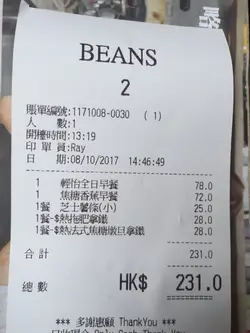 BEANS
2
賬單編號:1171008-0030 (1)
人 數:1
開檯時間:13:19
印單員:Ray
日 期:08/10/2017 14:46:49
1 輕怡全日早餐 78.0
1 焦糖香蕉早餐 72.0
1餐 芝士薯條(小) 25.0
1餐-$熱拖肥拿鐵 28.0
1餐-$熱法式焦糖燉旦拿鐵 28.0
合計 231.0
總數 HK$ 231.0
*** 多謝惠顧 ThankYou ***